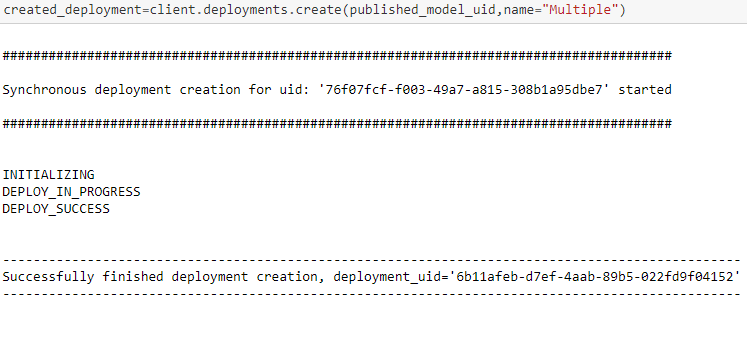 created_deployment=client.deployments.create(published_model_uid,name="Multiple")
#######################################################################################
Synchronous deployment creation for uid: '76f07fcf-f003-49a7-a815-308b1a95dbe7' started
#######################################################################################
INITIALIZING
DEPLOY_IN_PROGRESS
DEPLOY_SUCCESS
------------------------------------------------------------------------------------------------
Successfully finished deployment creation, deployment_uid='6b11afeb-d7ef-4aab-89b5-022fd9f04152'
------------------------------------------------------------------------------------------------